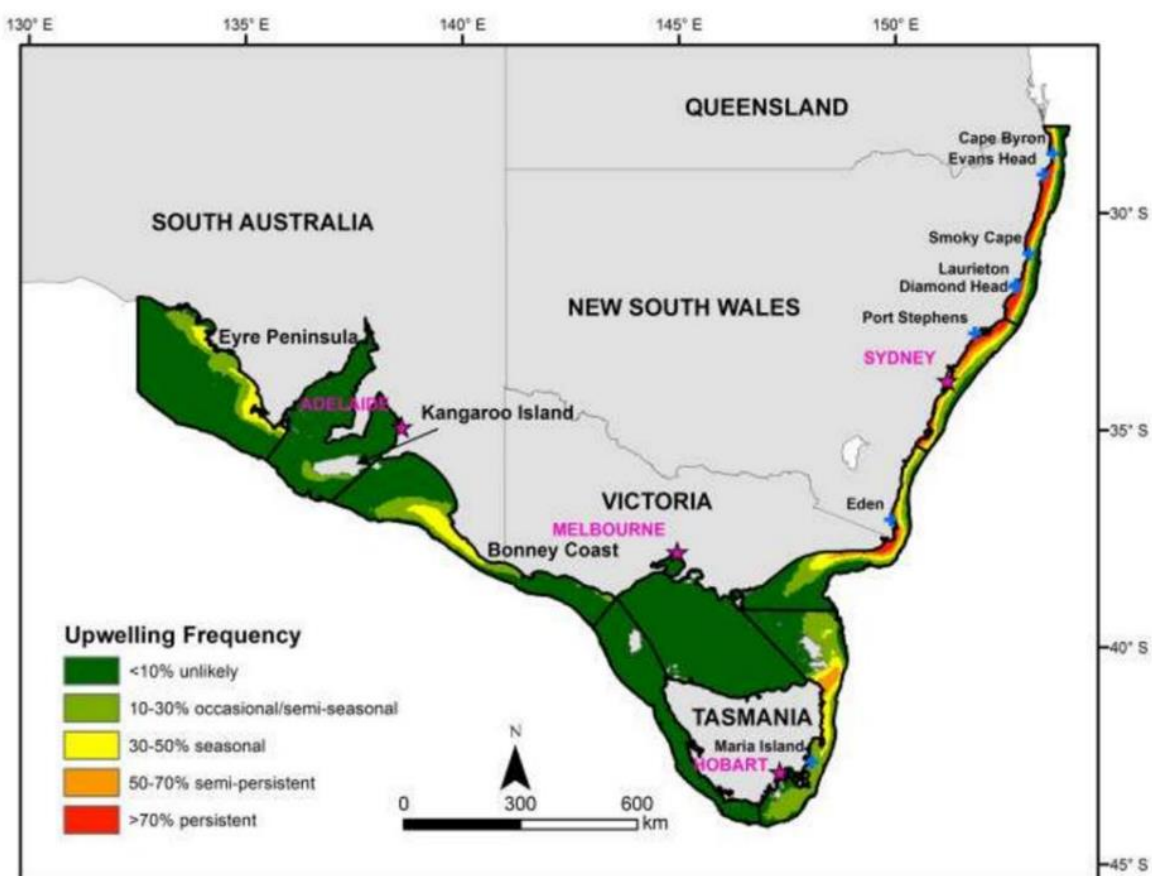 130° E
135° E
140° E
145° E
150° E
QUEENSLAND
Cape Byron
Evans Head
30° S
SOUTH AUSTRALIA
Smoky Cape
Laurieton
Diamond Head
NEW SOUTH WALES
Port Stephens
Eyre Peninsula
SYDNEY
ADELAIDE
Kangaroo Island
35° S
Eden
VICTORIA
MELBOURNE
Bonney Coast
Upwelling Frequency
<10% unlikely
10-30% occasional/semi-seasonal
30-50% seasonal
50-70% semi-persistent
>70% persistent
40° S
TASMANIA
Maria Island
HOBART
N
0 300 600
km
45° S